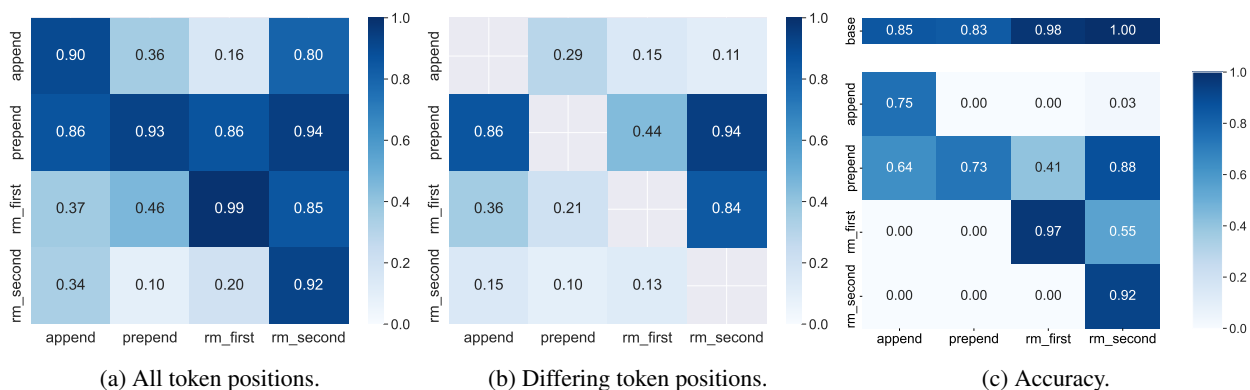 append 0.90 0.36 0.16 0.80
prepend 0.86 0.93 0.86 0.94
rm_first 0.37 0.46 0.99 0.85
rm_second 0.34 0.10 0.20 0.92
append prepend rm_first rm_second
1.0
0.8
0.6
0.4
0.2
0.0
(a) All token positions.
append 0.29 0.15 0.11
prepend 0.86 0.44 0.94
rm_first 0.36 0.21 0.84
rm_second 0.15 0.10 0.13
append prepend rm_first rm_second
1.0
0.8
0.6
0.4
0.2
0.0
(b) Differing token positions.
base 0.85 0.83 0.98 1.00
append 0.75 0.00 0.00 0.03
prepend 0.64 0.73 0.41 0.88
rm_first 0.00 0.00 0.97 0.55
rm_second 0.00 0.00 0.00 0.92
append prepend rm_first rm_second
1.0
0.8
0.6
0.4
0.2
0.0
(c) Accuracy.